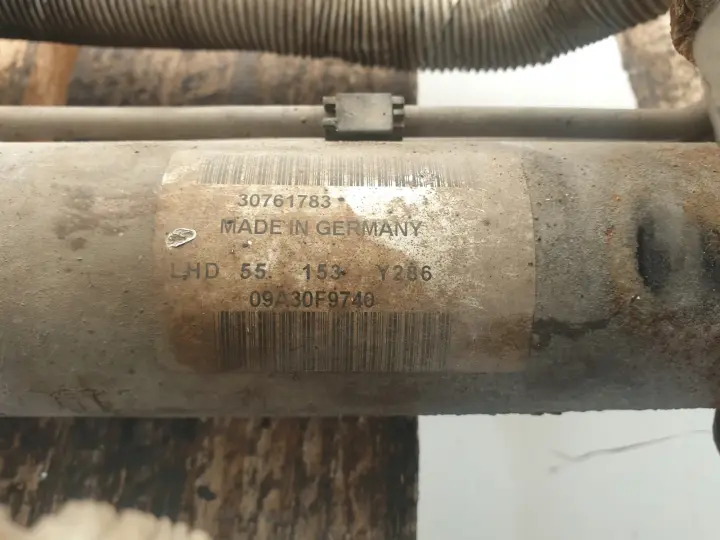 30761783
MADE IN GERMANY
LHD 55. 153 Y286
09A30F9740